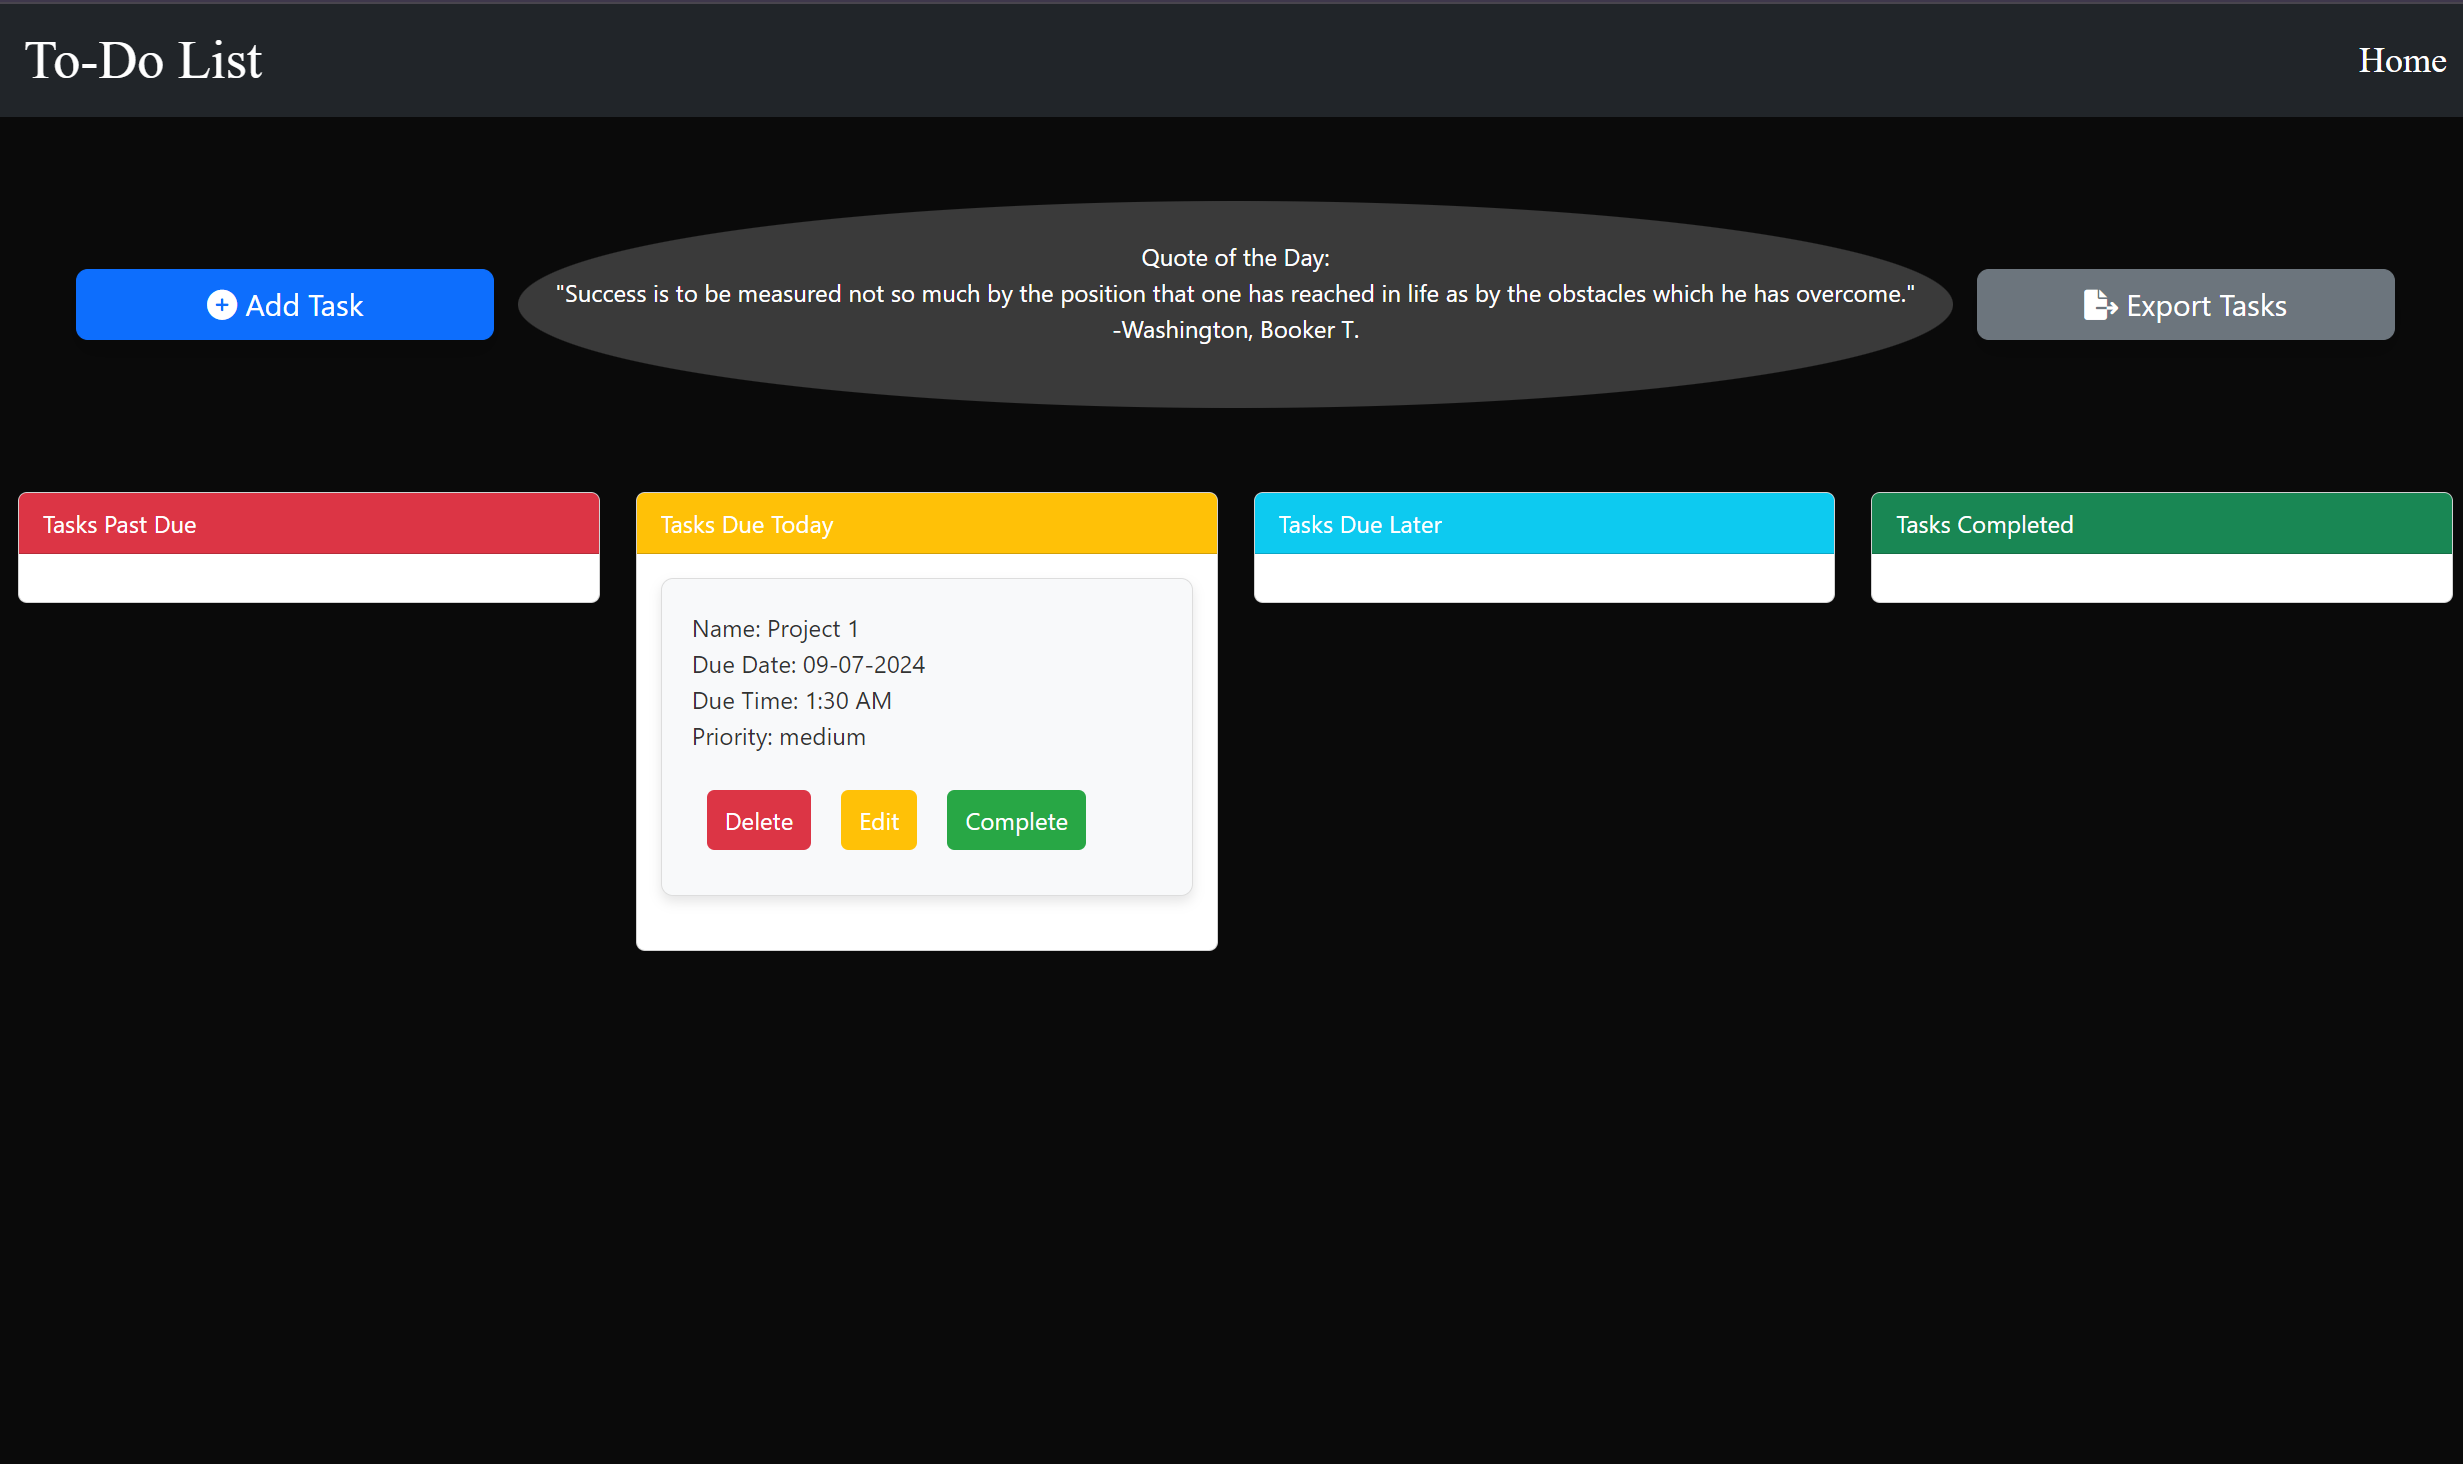 To-Do List
Home
Add Task
Quote of the Day:
"Success is to be measured not so much by the position that one has reached in life as by the obstacles which he has overcome."
-Washington, Booker T.
Export Tasks
Tasks Past Due
Tasks Due Today
Name: Project 1
Due Date: 09-07-2024
Due Time: 1:30 AM
Priority: medium
Delete
Edit
Complete
Tasks Due Later
Tasks Completed